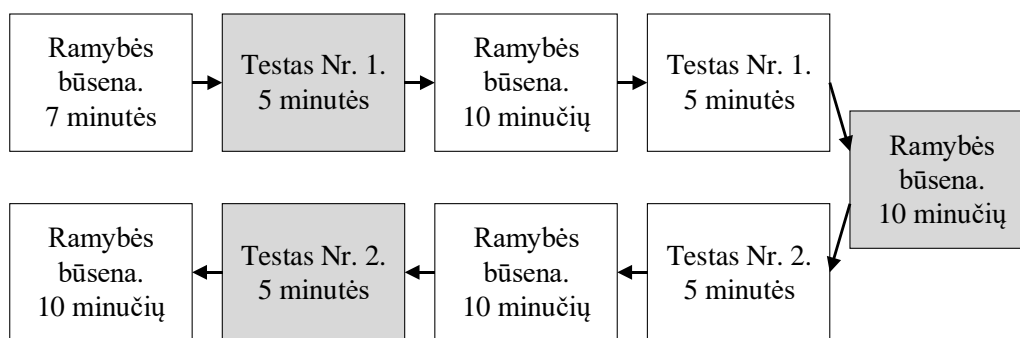 Ramybės
būsena.
7 minutės
Testas Nr. 1.
5 minutės
Ramybės
būsena.
10 minučių
Testas Nr. 1.
5 minutės
Ramybės
būsena.
10 minučių
Testas Nr. 2.
5 minutės
Ramybės
būsena.
10 minučių
Testas Nr. 2.
5 minutės
Ramybės
būsena.
10 minučių